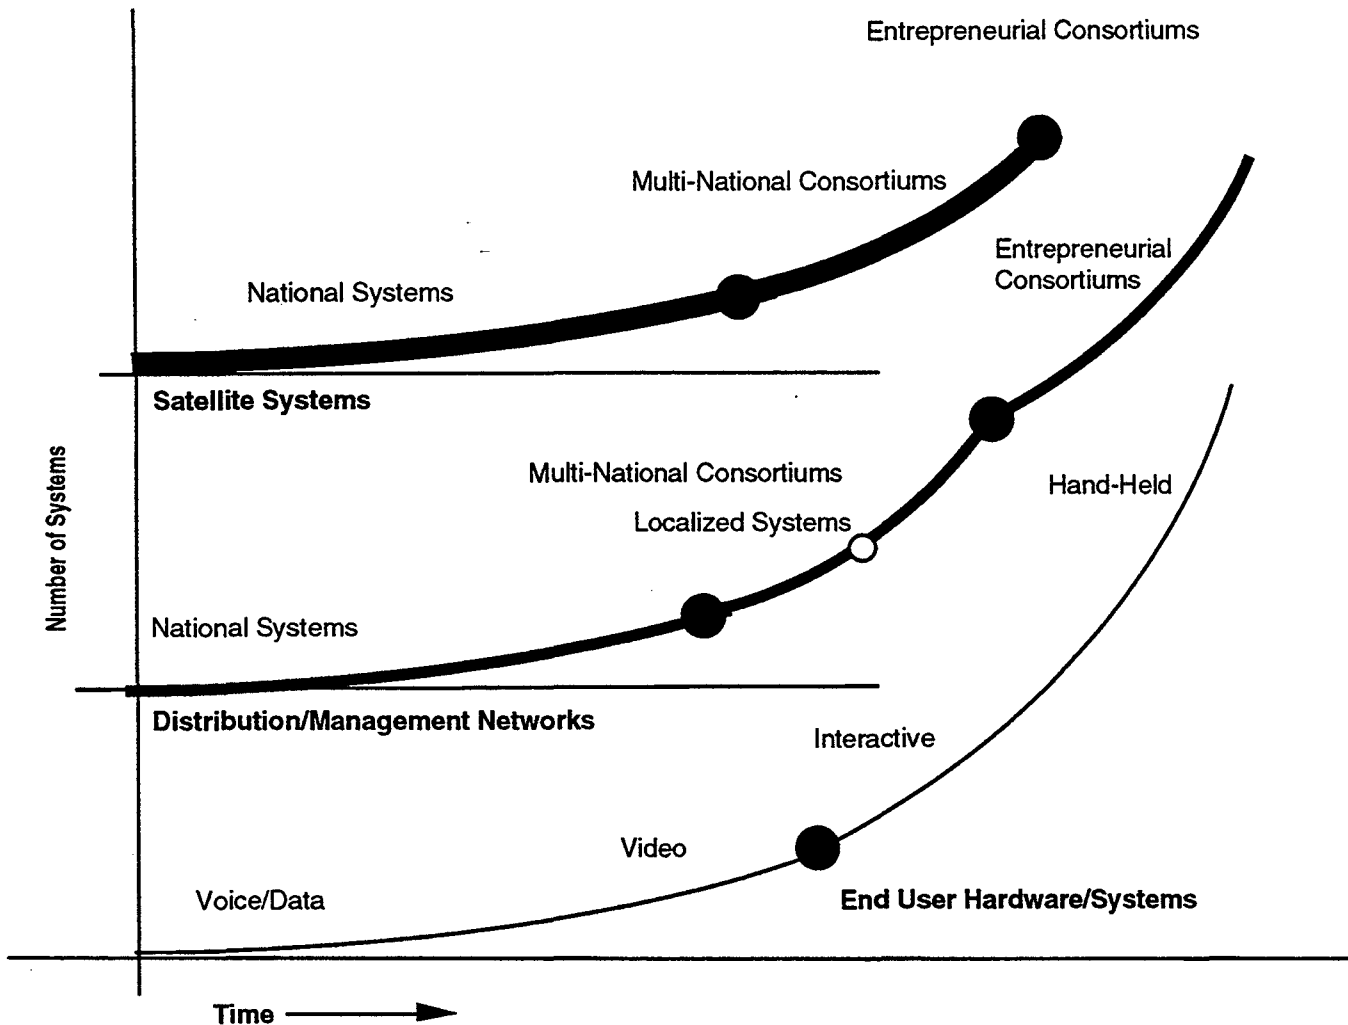 Entrepreneurial Consortiums
Multi-National Consortiums
Entrepreneurial
Consortiums
National Systems
Satellite Systems
Multi-National Consortiums
Hand-Held
Localized Systems
Number of Systems
National Systems
Distribution/Management Networks
Interactive
Video
Voice/Data
End User Hardware/Systems
Time